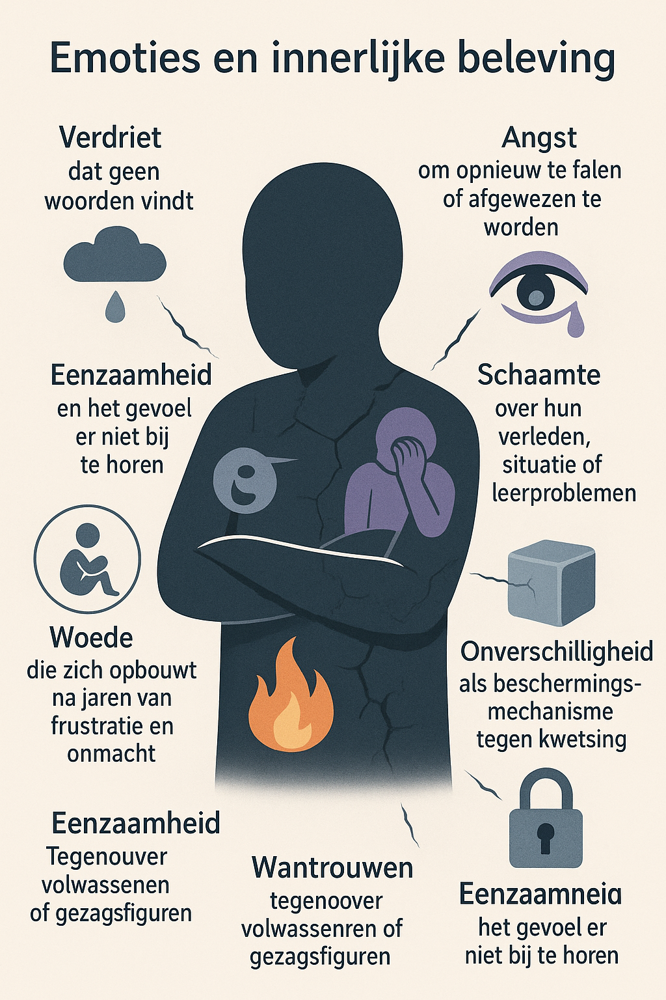 Emoties en innerlijke beleving
Verdriet
dat geen
woorden vindt
Angst
om opnieuw te falen
of afgewezen te
worden
Eenzaamheid
en het gevoel
er niet bij
te horen
Schaamte
over hun
verleden,
situatie of
leerproblemen
Woede
die zich opbouwt
na jaren van
frustratie en
onmacht
Onverschilligheid
als beschermings-
mechanisme
tegen kwetsing
Eenzaamheid
Tegenouver
volwassenen
of gezagsfiguren
Wantrouwen
tegenoover
volwassenren of
gezagsfiguren
Eenzaamneia
het gevoel er
niet bij te horen